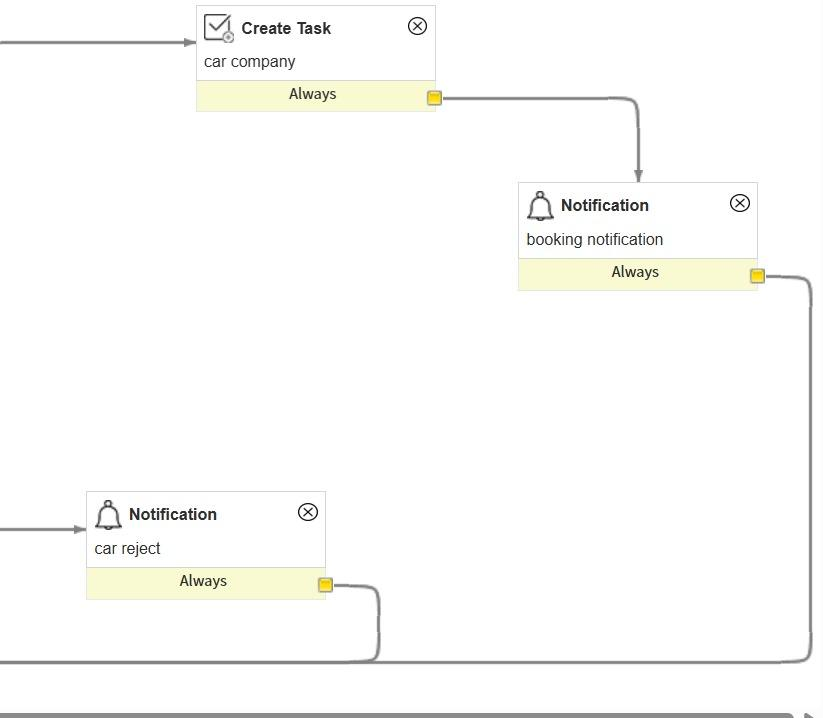 Create Task
car company
Always
Notification
booking notification
Always
Notification
car reject
Always